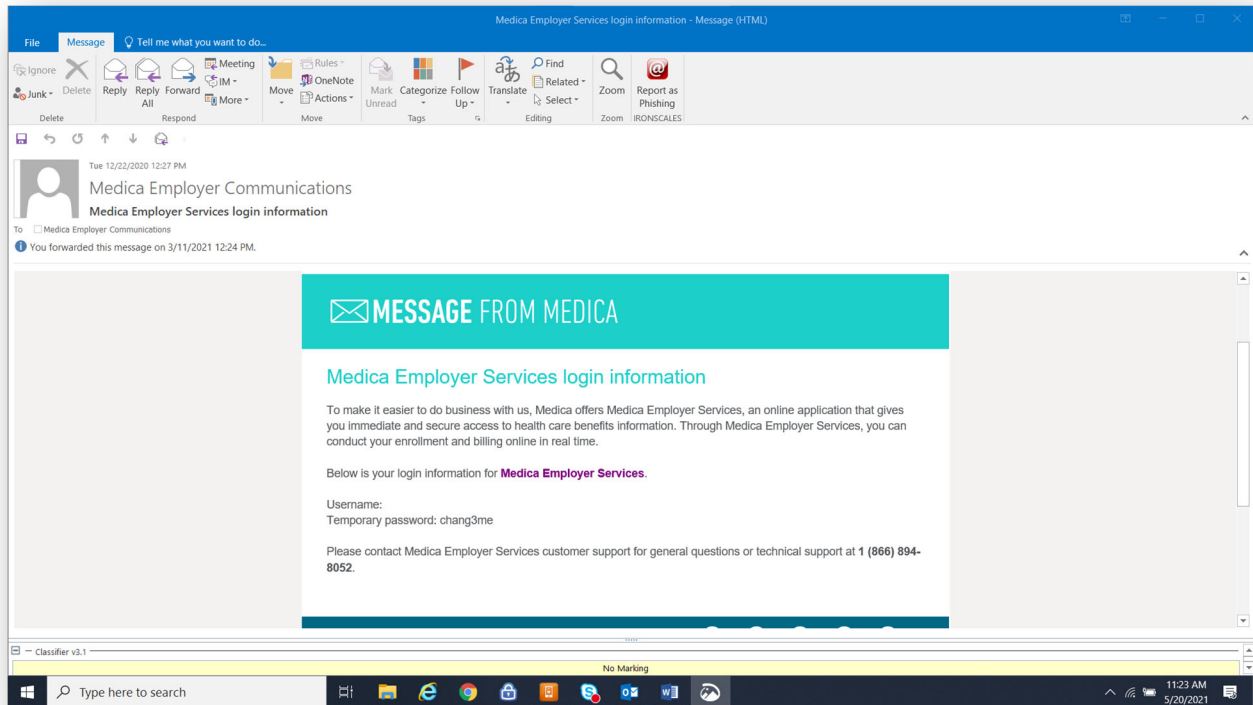 Medica Employer Services login information - Message (HTML)
File Message Tell me what you want to do...
Ignore
Junk
Delete
Reply
Reply All
Forward
Meeting
IM
More
Move
Rules
OneNote
Actions
Mark Unread
Categorize
Follow Up
Translate
Find
Related
Select
Zoom
Report as Phishing
Delete Respond Move Tags Editing Zoom IRONSCALES
Tue 12/22/2020 12:27 PM
Medica Employer Communications
Medica Employer Services login information
To Medica Employer Communications
You forwarded this message on 3/11/2021 12:24 PM.
MESSAGE FROM MEDICA
Medica Employer Services login information
To make it easier to do business with us, Medica offers Medica Employer Services, an online application that gives
you immediate and secure access to health care benefits information. Through Medica Employer Services, you can
conduct your enrollment and billing online in real time.
Below is your login information for Medica Employer Services.
Username:
Temporary password: chang3me
Please contact Medica Employer Services customer support for general questions or technical support at 1 (866) 894-
8052.
Classifier v3.1
No Marking
Type here to search
11:23 AM
5/20/2021